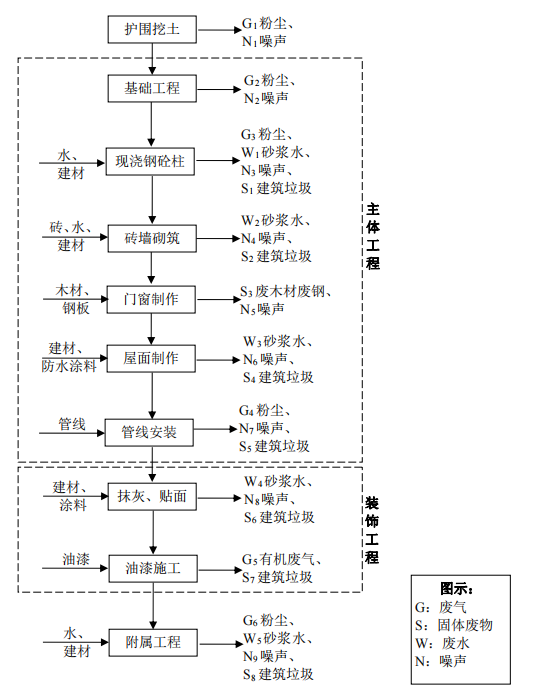 护围挖土
G1粉尘、
N1噪声
基础工程
G2粉尘、
N2噪声
水、
建材
现浇钢砼柱
G3粉尘、
W1砂浆水、
N3噪声、
S1建筑垃圾
砖、水、
建材
砖墙砌筑
W2砂浆水、
N4噪声、
S2建筑垃圾
木材、
钢板
门窗制作
S3废木材废钢、
N5噪声
建材、
防水涂料
屋面制作
W3砂浆水、
N6噪声、
S4建筑垃圾
管线
管线安装
G4粉尘、
N7噪声、
S5建筑垃圾
主体工程
建材、
涂料
抹灰、贴面
W4砂浆水、
N8噪声、
S6建筑垃圾
油漆
油漆施工
G5有机废气、
S7建筑垃圾
装饰工程
水、
建材
附属工程
G6粉尘、
W5砂浆水、
N9噪声、
S8建筑垃圾
图示：
G：废气
S：固体废物
W：废水
N：噪声